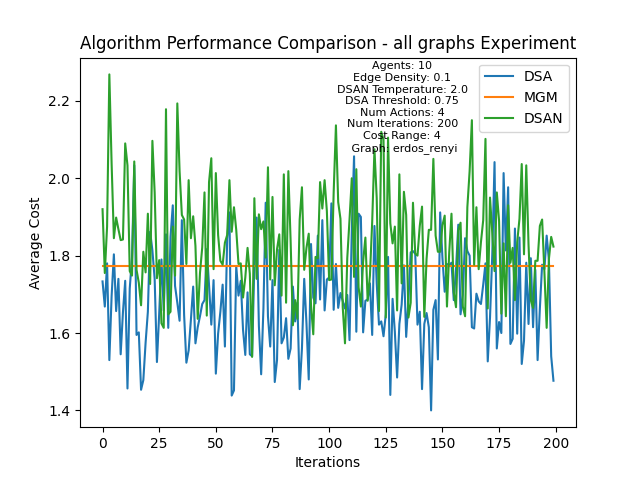 Algorithm Performance Comparison - all graphs Experiment
Agents: 10
Edge Density: 0.1
DSAN Temperature: 2.0
DSA Threshold: 0.75
Num Actions: 4
Num Iterations: 200
Cost Range: 4
Graph: erdos_renyi
DSA
MGM
DSAN
Average Cost
2.2
2.0
1.8
1.6
1.4
0
25
50
75
100
125
150
175
200
Iterations